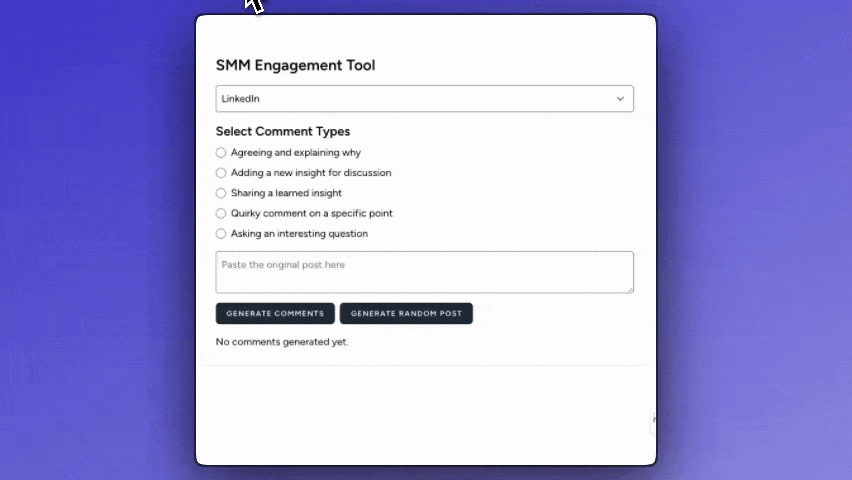 SMM Engagement Tool
LinkedIn
Select Comment Types
Agreeing and explaining why
Adding a new insight for discussion
Sharing a learned insight
Quirky comment on a specific point
Asking an interesting question
Paste the original post here
GENERATE COMMENTS
GENERATE RANDOM POST
No comments generated yet.